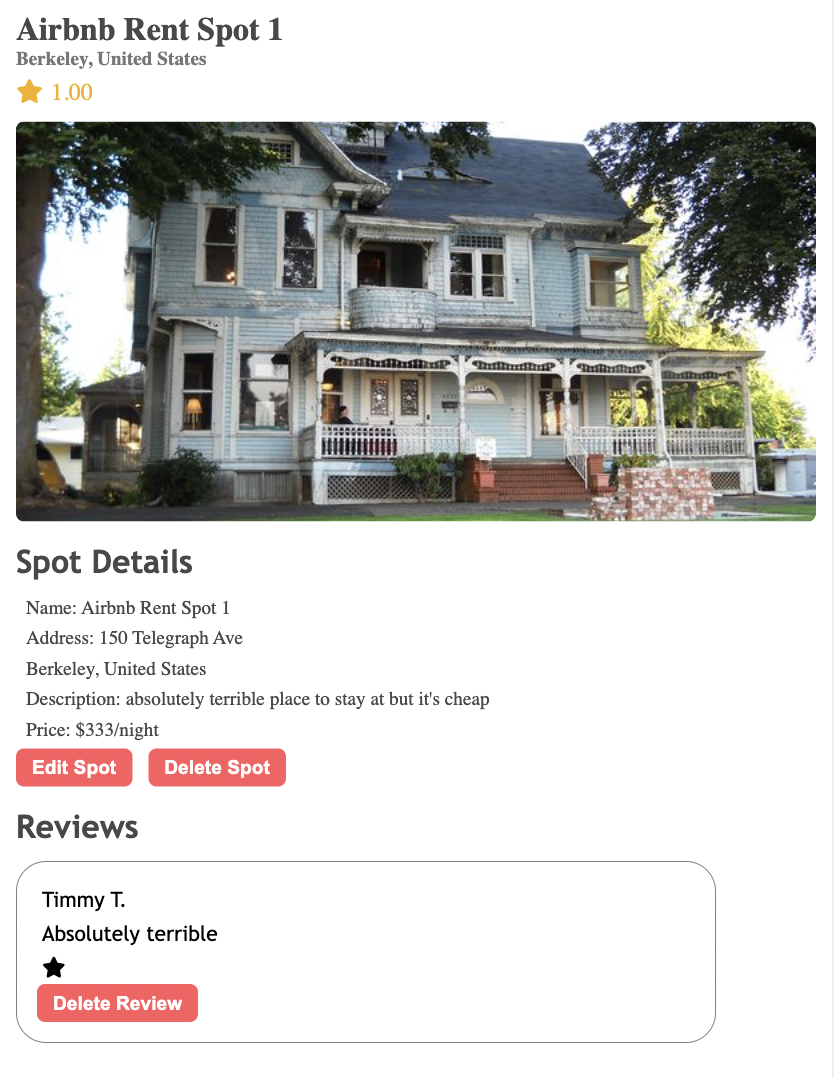 Airbnb Rent Spot 1
Berkeley, United States
1.00
Spot Details
Name: Airbnb Rent Spot 1
Address: 150 Telegraph Ave
Berkeley, United States
Description: absolutely terrible place to stay at but it's cheap
Price: $333/night
Edit Spot Delete Spot
Reviews
Timmy T.
Absolutely terrible
Delete Review